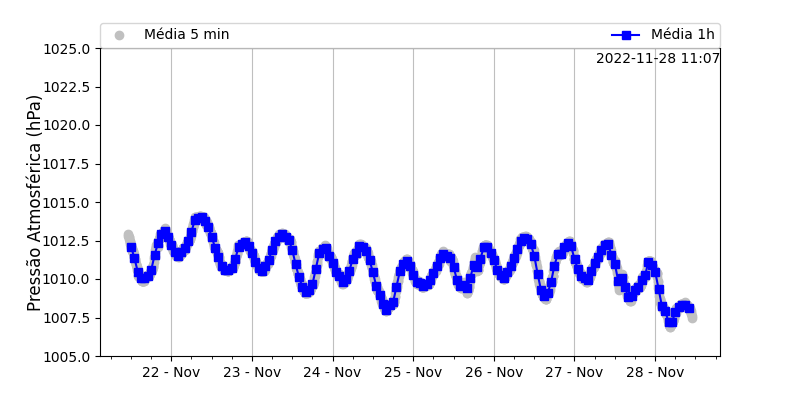 Média 5 min
Média 1h
2022-11-28 11:07
Pressão Atmosférica (hPa)
1025.0
1022.5
1020.0
1017.5
1015.0
1012.5
1010.0
1007.5
1005.0
22 - Nov
23 - Nov
24 - Nov
25 - Nov
26 - Nov
27 - Nov
28 - Nov